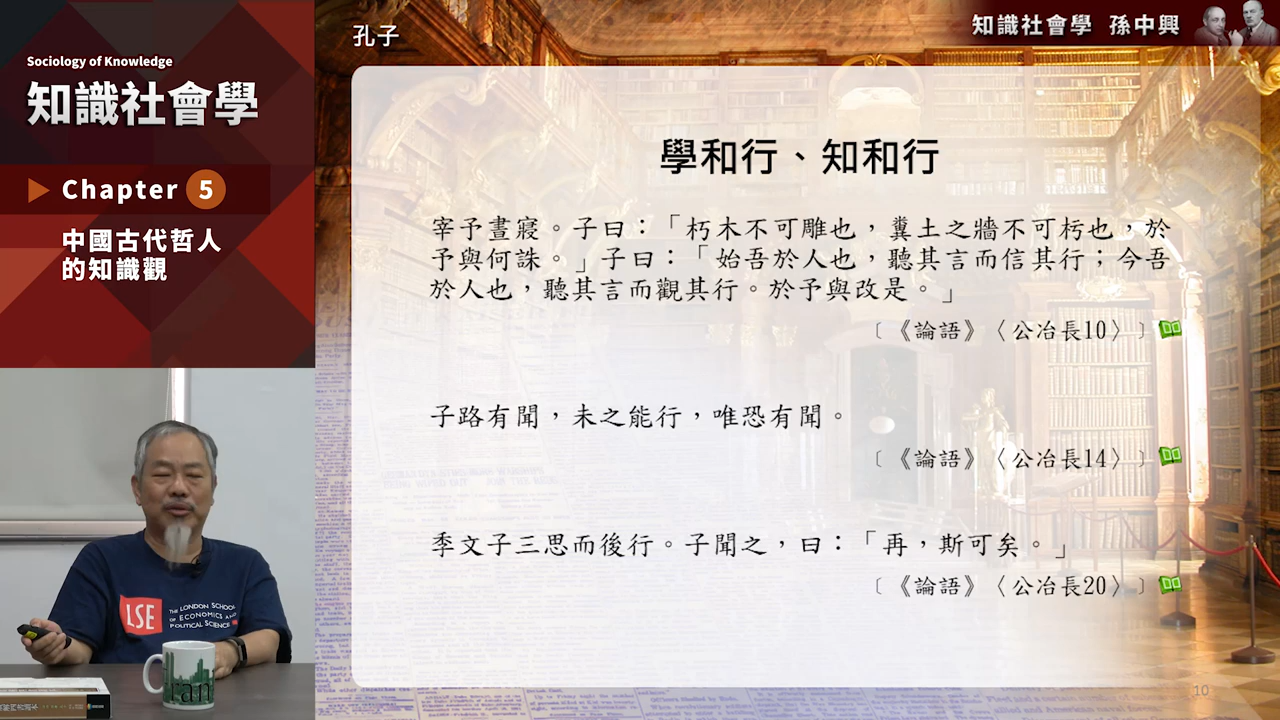 Sociology of Knowledge
知識社會學
Chapter 5
中國古代哲人
的知識觀
孔子
知識社會學 孫中興
學和行、知和行
宰予晝寢。子曰：「朽木不可雕也，糞土之牆不可杇也，於
予與何誅。」子曰：「始吾於人也，聽其言而信其行；今吾
於人也，聽其言而觀其行。於予與改是。」
〔《論語》〈公冶長10〉〕
子路有聞，未之能行，唯恐有聞。
〔《論語》〈公冶長14〉〕
季文子三思而後行。子聞之，曰：「再，斯可矣。」
〔《論語》〈公冶長20〉〕
10
LSE
THE LONDON SCHOOL
OF ECONOMICS AND
POLITICAL SCIENCE